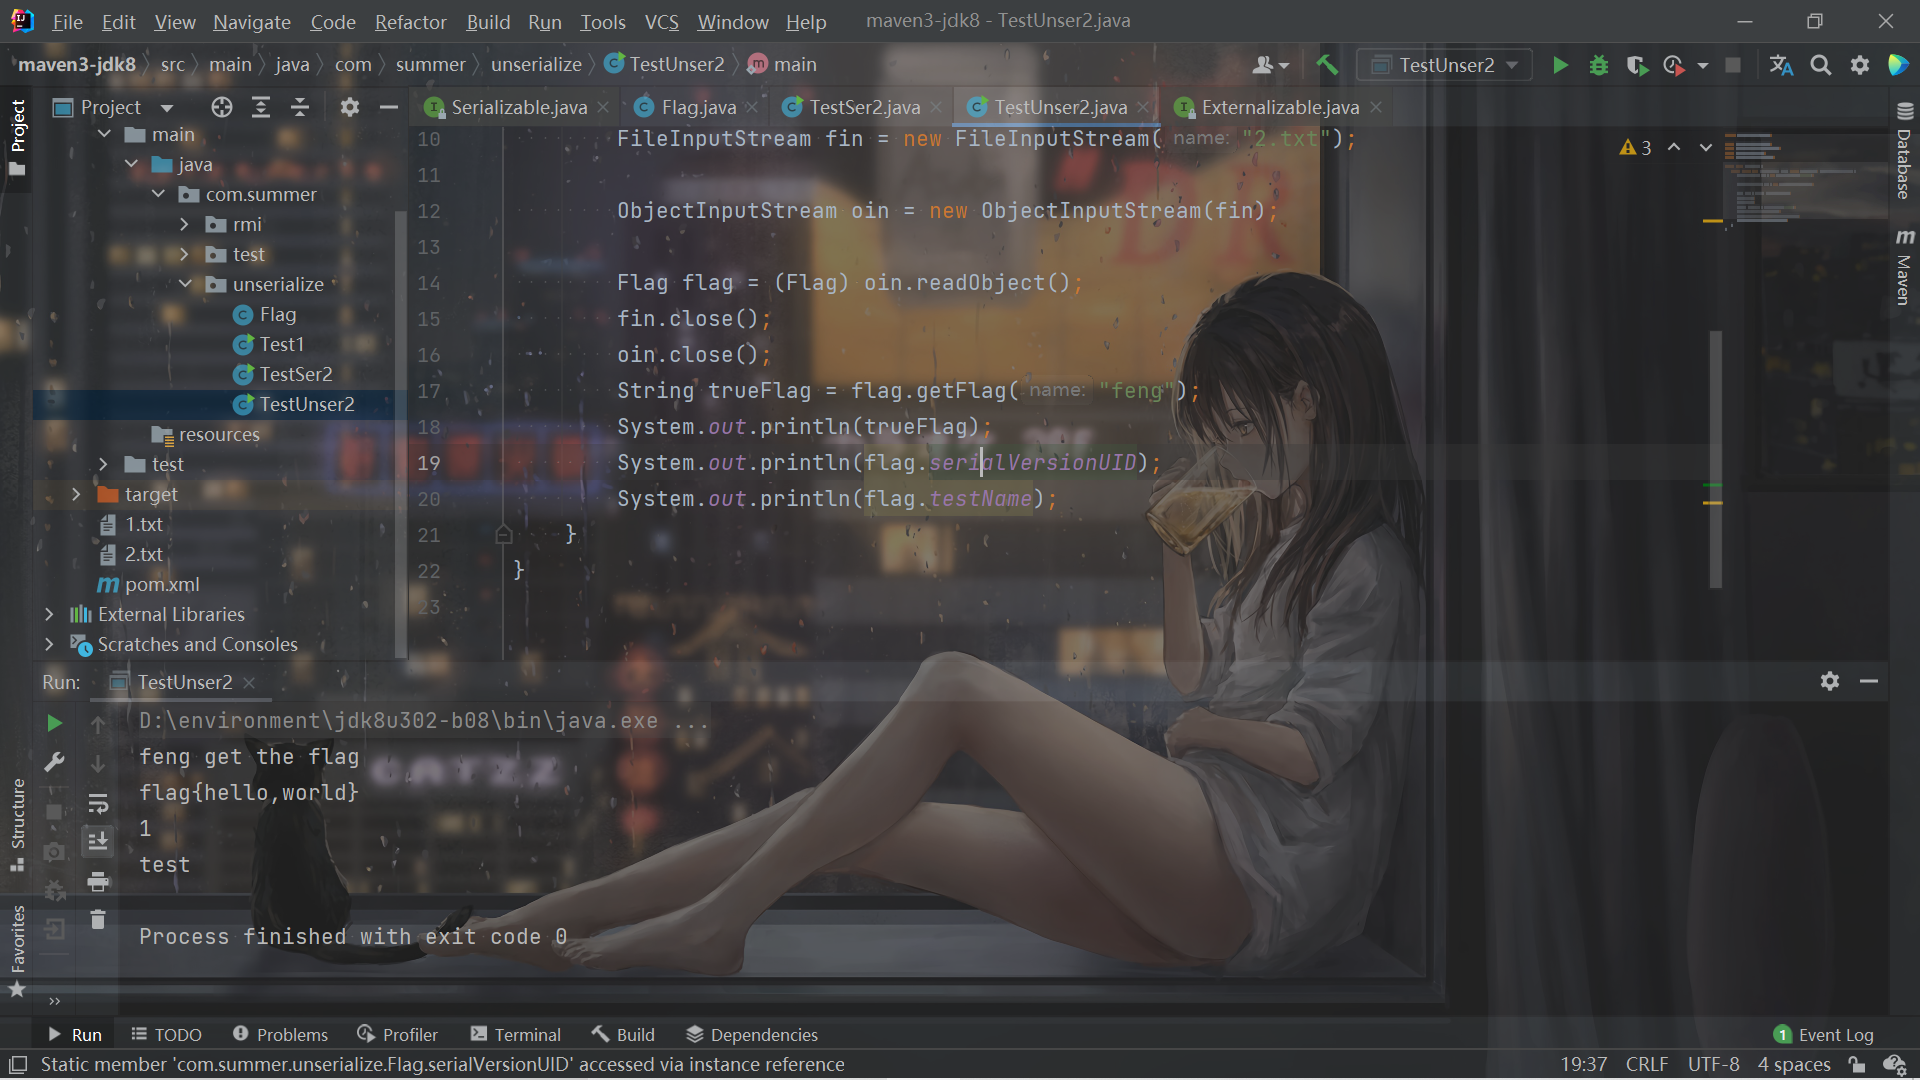 File Edit View Navigate Code Refactor Build Run Tools VCS Window Help maven3-jdk8 - TestUnser2.java
maven3-jdk8 src main java com summer unserialize TestUnser2 main TestUnser2
Project
Project
Serializable.java Flag.java TestSer2.java TestUnser2.java Externalizable.java
main
java
com.summer
rmi
test
unserialize
Flag
Test1
TestSer2
TestUnser2
resources
test
target
1.txt
2.txt
pom.xml
External Libraries
Scratches and Consoles
10 FileInputStream fin = new FileInputStream( name: "2.txt");
11
12 ObjectInputStream oin = new ObjectInputStream(fin);
13
14 Flag flag = (Flag) oin.readObject();
15 fin.close();
16 oin.close();
17 String trueFlag = flag.getFlag( name: "feng");
18 System.out.println(trueFlag);
19 System.out.println(flag.serialVersionUID);
20 System.out.println(flag.testName);
21 }
22 }
23
3
Database
Maven
Run: TestUnser2
D:\environment\jdk8u302-b08\bin\java.exe ...
feng get the flag
flag{hello,world}
1
test
Process finished with exit code 0
Structure
Favorites
Run TODO Problems Profiler Terminal Build Dependencies 1 Event Log
Static member 'com.summer.unserialize.Flag.serialVersionUID' accessed via instance reference 19:37 CRLF UTF-8 4 spaces